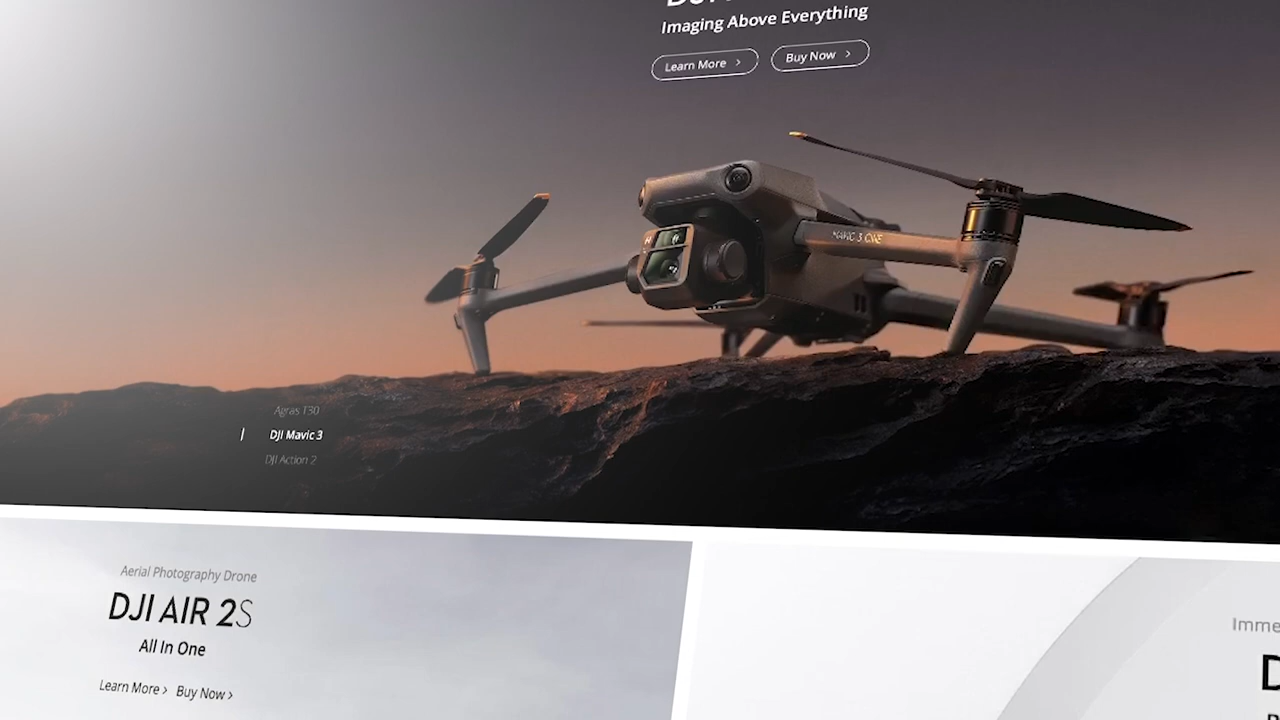 Imaging Above Everything
Learn More > Buy Now >
MAVIC 3 CINE
Agras T30
DJI Mavic 3
DJI Action 2
Aerial Photography Drone
DJI AIR 2S
All In One
Learn More > Buy Now >